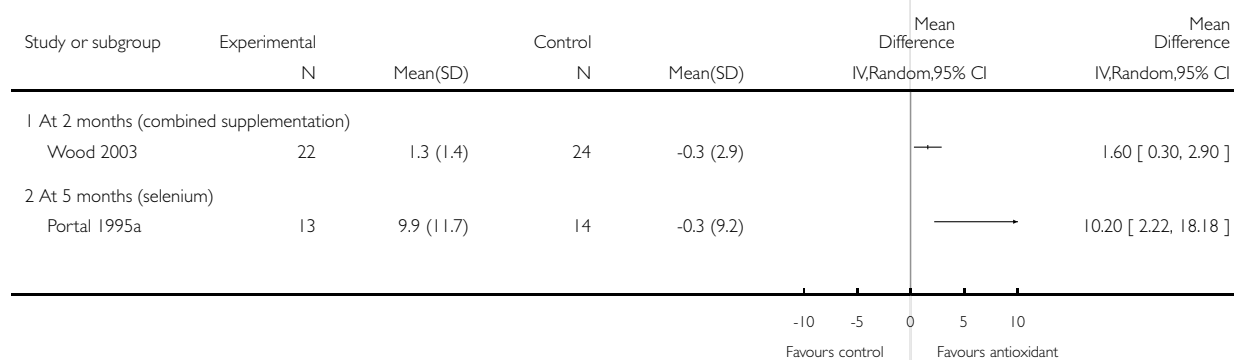 Study or subgroup Experimental Control Mean Difference Mean Difference
N Mean(SD) N Mean(SD) IV,Random,95% CI IV,Random,95% CI
1 At 2 months (combined supplementation)
Wood 2003 22 1.3 (1.4) 24 -0.3 (2.9) 1.60 [ 0.30, 2.90 ]
2 At 5 months (selenium)
Portal 1995a 13 9.9 (11.7) 14 -0.3 (9.2) 10.20 [ 2.22, 18.18 ]
-10 -5 0 5 10
Favours control Favours antioxidant